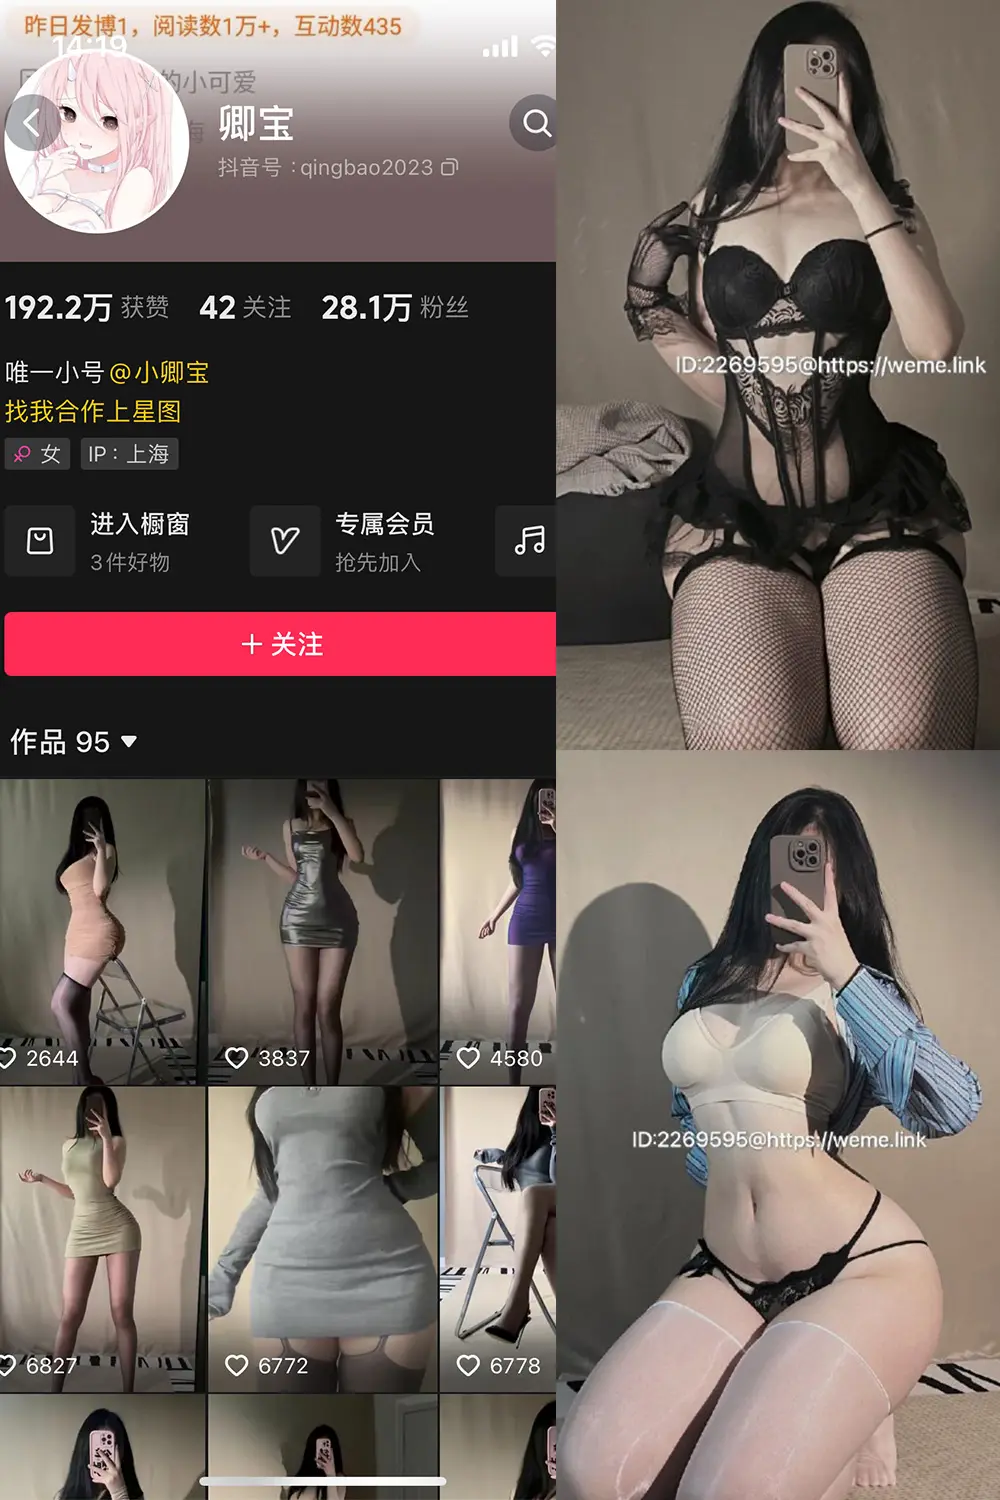 昨日发博1，阅读数1万+，互动数435
14:19
的小可爱
海
卿宝
抖音号：qingbao2023
192.2万 获赞 42 关注 28.1万 粉丝
唯一小号@小卿宝
找我合作上星图
女 IP：上海
进入橱窗
3件好物
专属会员
抢先加入
+ 关注
作品 95
2644
3837
4580
6827
6772
6778
ID:2269595@https://weme.link
ID:2269595@https://weme.link